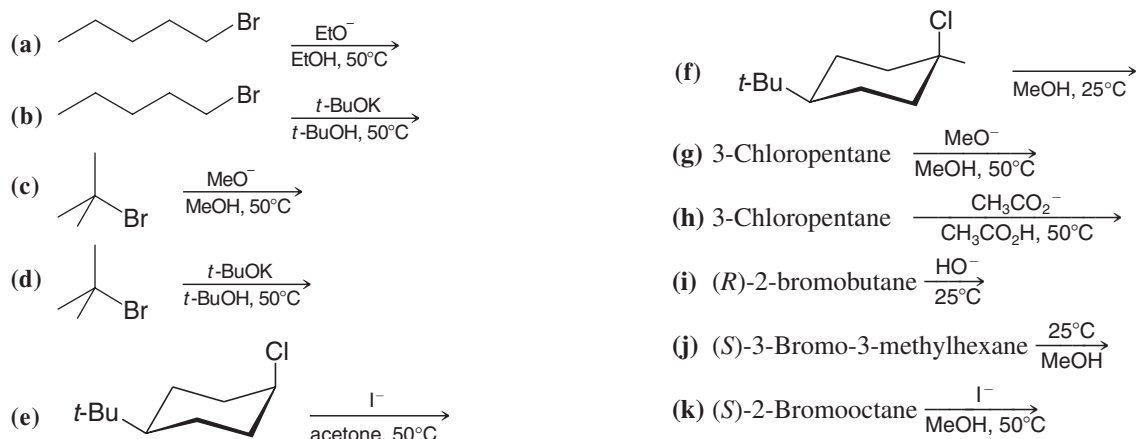 (a) Br EtO⁻
EtOH, 50°C
(b) Br t-BuOK
t-BuOH, 50°C
(c) Br MeO⁻
MeOH, 50°C
(d) Br t-BuOK
t-BuOH, 50°C
(e) t-Bu Cl I⁻
acetone, 50°C
(f) t-Bu Cl
MeOH, 25°C
(g) 3-Chloropentane MeO⁻
MeOH, 50°C
(h) 3-Chloropentane CH₃CO₂⁻
CH₃CO₂H, 50°C
(i) (R)-2-bromobutane HO⁻
25°C
(j) (S)-3-Bromo-3-methylhexane 25°C
MeOH
(k) (S)-2-Bromooctane I⁻
MeOH, 50°C